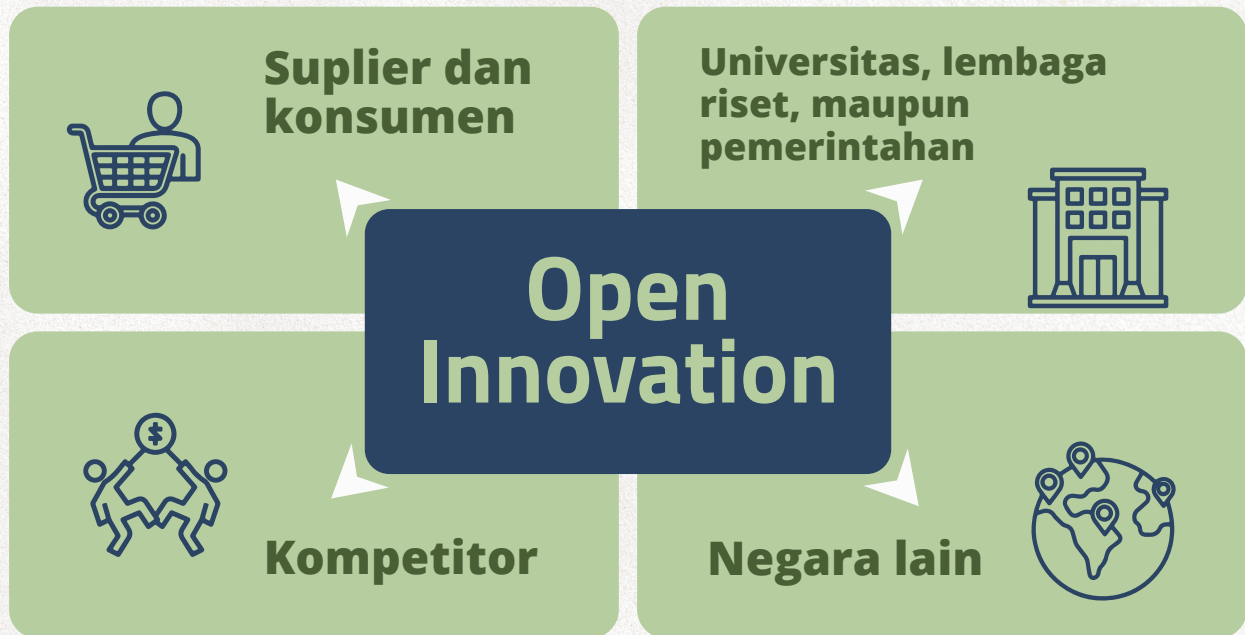 Suplier dan
konsumen
Universitas, lembaga
riset, maupun
pemerintahan
Open
Innovation
$
Kompetitor
Negara lain